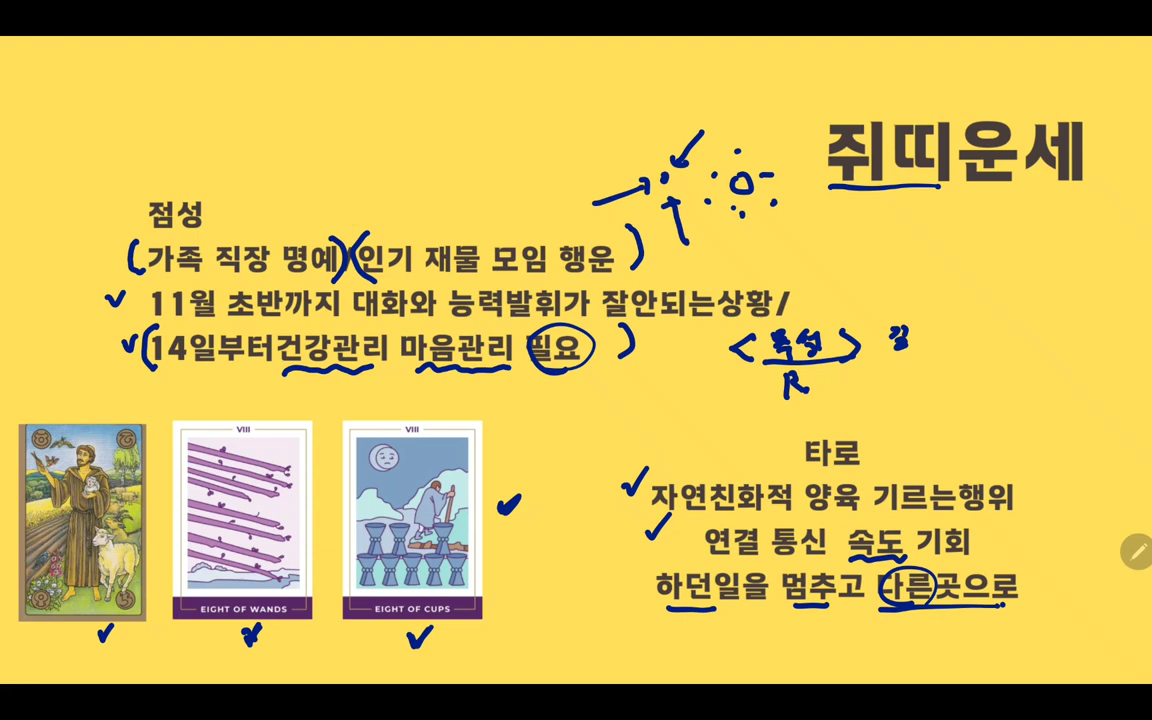 쥐띠운세
점성
가족 직장 명예/인기 재물 모임 행운
11월 초반까지 대화와 능력발휘가 잘안되는상황/
14일부터건강관리 마음관리 필요
<특성>
R
타로
자연친화적 양육 기르는행위
연결 통신 속도 기회
하던일을 멈추고 다른곳으로
VIII
EIGHT OF WANDS
VIII
EIGHT OF CUPS